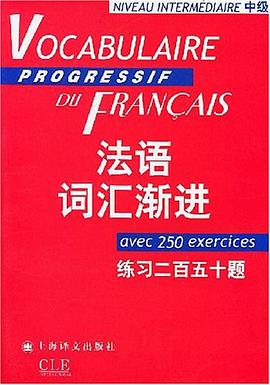 NIVEAU INTERMÉDIAIRE 中级
VOCABULAIRE
PROGRESSIF
DU FRANÇAIS
法语
词汇渐进
avec 250 exercices
练习二百五十题
上海译文出版社
CLE
INTERNATIONAL